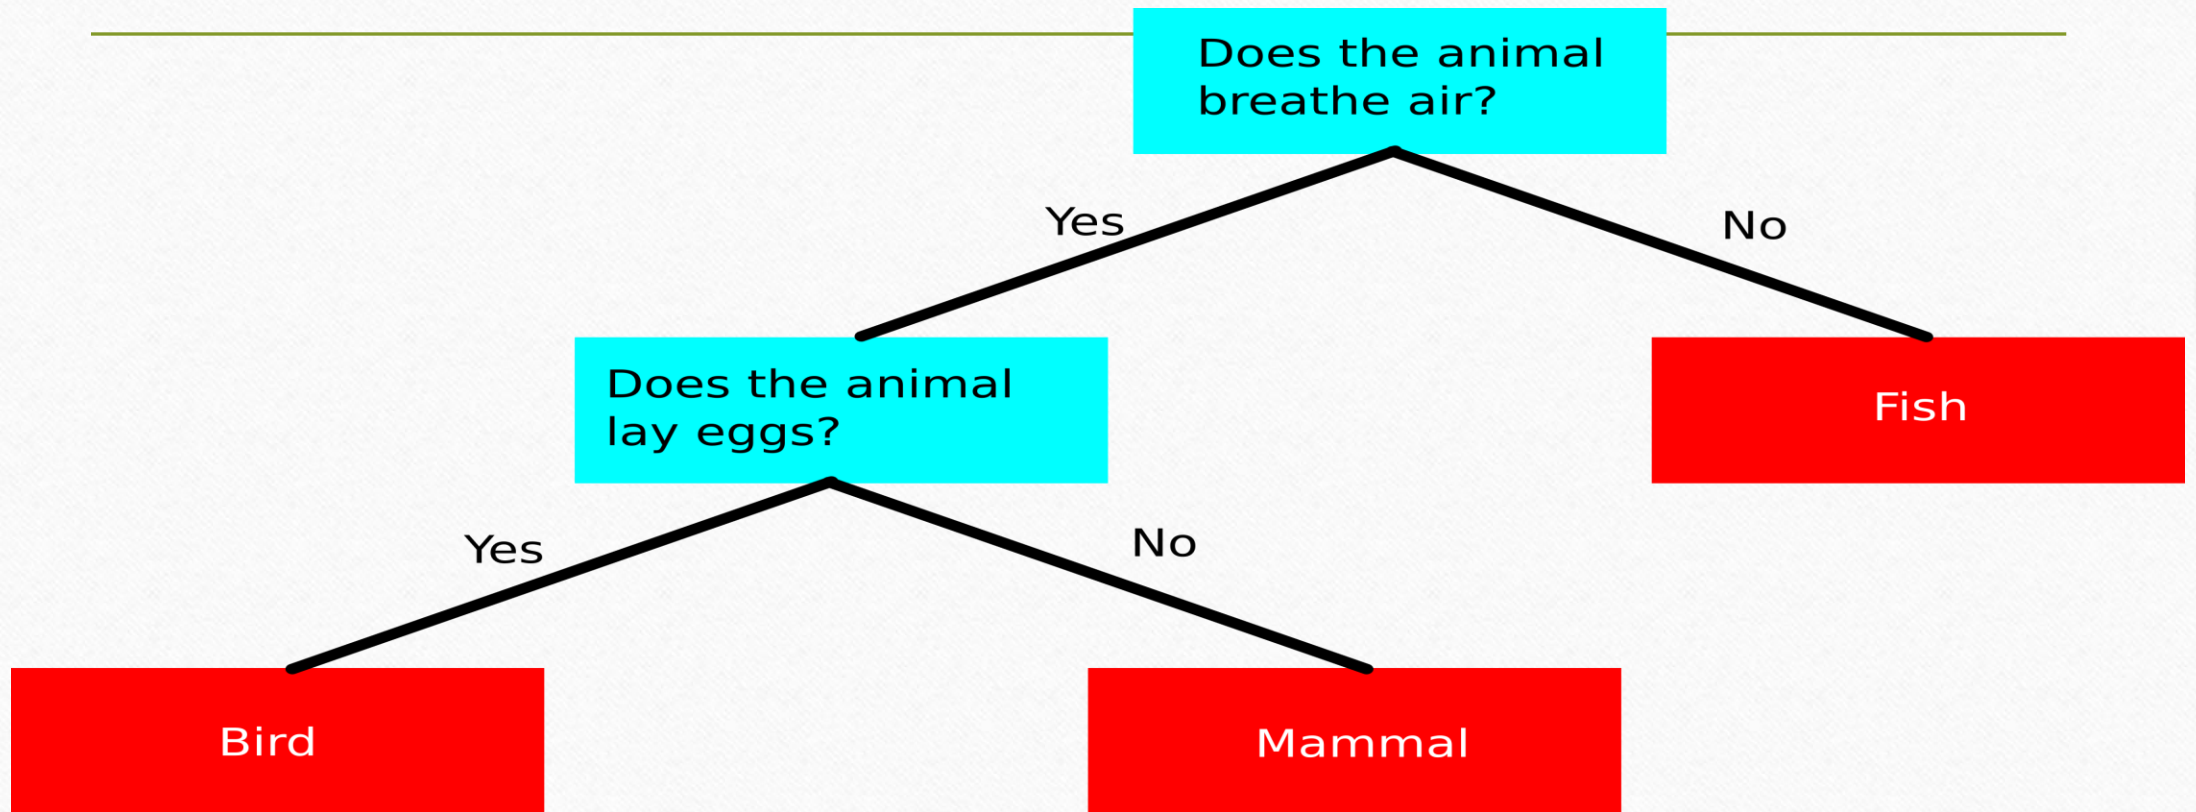 Does the animal
breathe air?
Yes
No
Does the animal
lay eggs?
Fish
Yes
No
Bird
Mammal